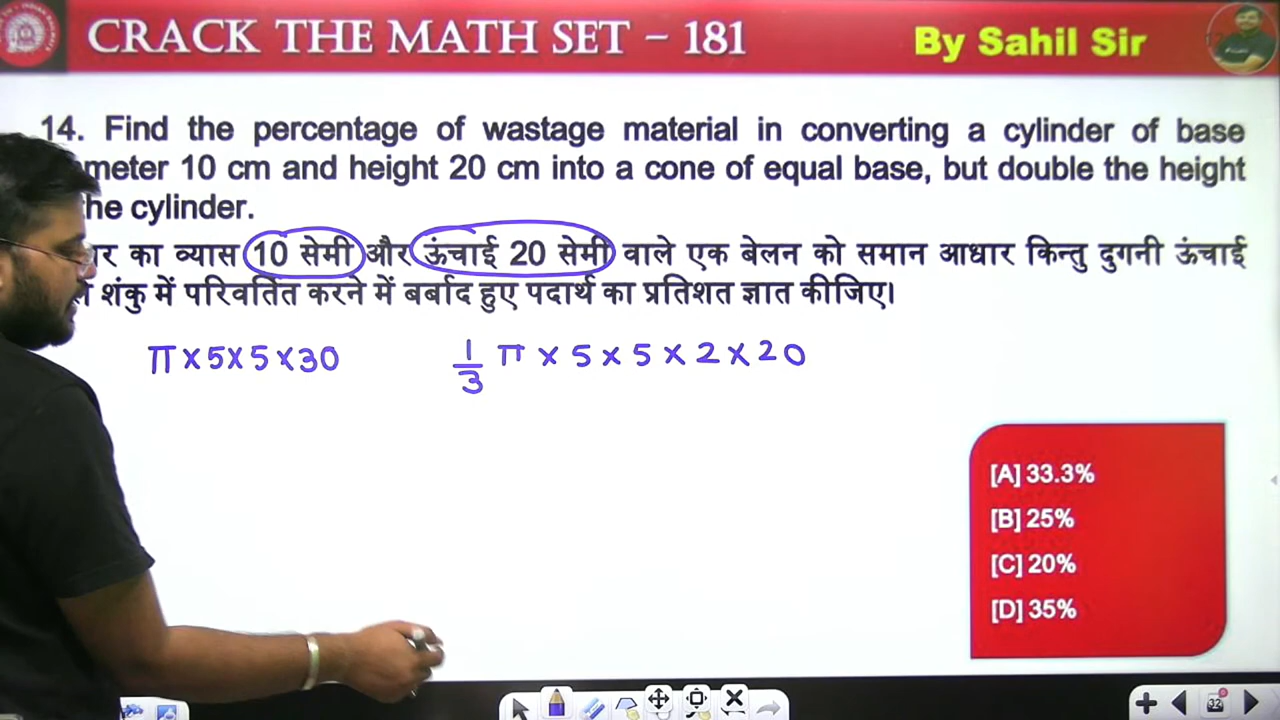 CRACK THE MATH SET – 181
By Sahil Sir
14. Find the percentage of wastage material in converting a cylinder of base
meter 10 cm and height 20 cm into a cone of equal base, but double the height
the cylinder.
का व्यास 10 सेमी और ऊंचाई 20 सेमी वाले एक बेलन को समान आधार किन्तु दुगनी ऊंचाई
शंकु में परिवर्तित करने में बर्बाद हुए पदार्थ का प्रतिशत ज्ञात कीजिए।
π×5×5×30
1/3 π × 5 × 5 × 2 × 20
[A] 33.3%
[B] 25%
[C] 20%
[D] 35%
32